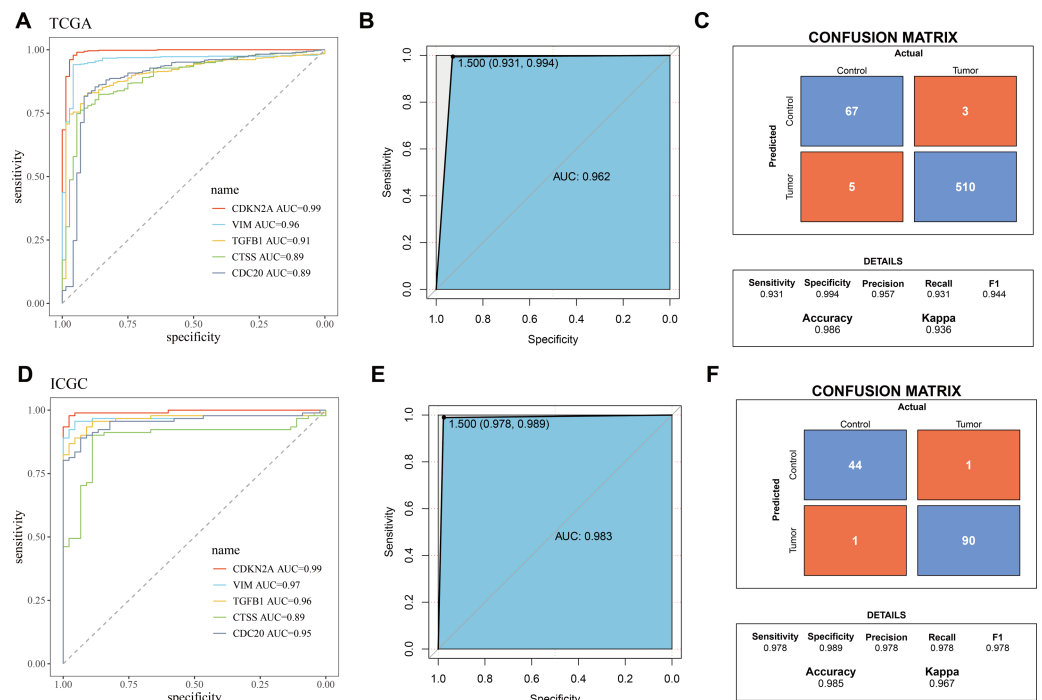 A
TCGA
1.00
0.75
0.50
0.25
0.00
sensitivity
name
CDKN2A AUC=0.99
VIM AUC=0.96
TGFB1 AUC=0.91
CTSS AUC=0.89
CDC20 AUC=0.89
1.00 0.75 0.50 0.25 0.00
specificity
B
1.0
0.8
0.6
0.4
0.2
0.0
Sensitivity
1.500 (0.931, 0.994)
AUC: 0.962
1.0 0.8 0.6 0.4 0.2 0.0
Specificity
C
CONFUSION MATRIX
Actual
Control Tumor
Predicted
Control
67 3
Tumor
5 510
DETAILS
Sensitivity Specificity Precision Recall F1
0.931 0.994 0.957 0.931 0.944
Accuracy Kappa
0.986 0.936
D
ICGC
1.00
0.75
0.50
0.25
0.00
sensitivity
name
CDKN2A AUC=0.99
VIM AUC=0.97
TGFB1 AUC=0.96
CTSS AUC=0.89
CDC20 AUC=0.95
1.00 0.75 0.50 0.25 0.00
specificity
E
1.0
0.8
0.6
0.4
0.2
0.0
Sensitivity
1.500 (0.978, 0.989)
AUC: 0.983
1.0 0.8 0.6 0.4 0.2 0.0
Specificity
F
CONFUSION MATRIX
Actual
Control Tumor
Predicted
Control
44 1
Tumor
1 90
DETAILS
Sensitivity Specificity Precision Recall F1
0.978 0.989 0.978 0.978 0.978
Accuracy Kappa
0.985 0.967